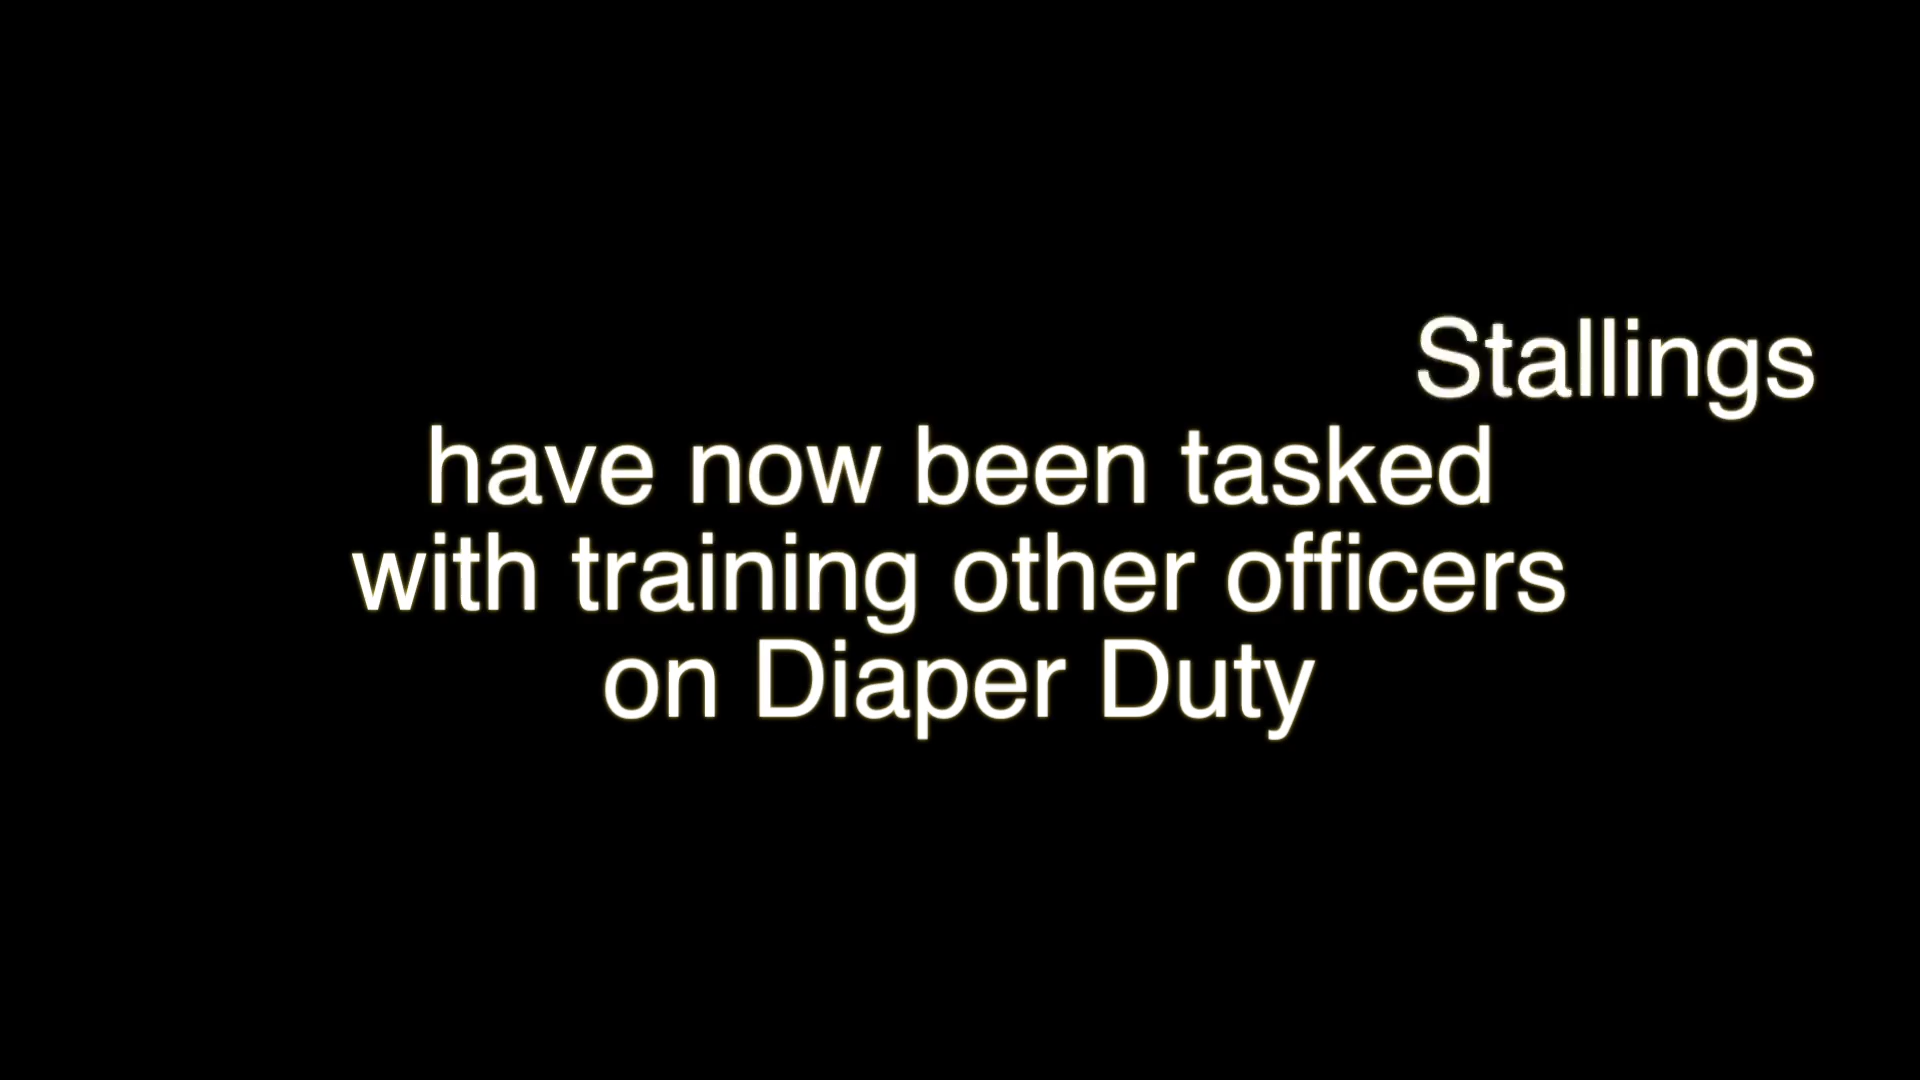 Stallings
have now been tasked
with training other officers
on Diaper Duty